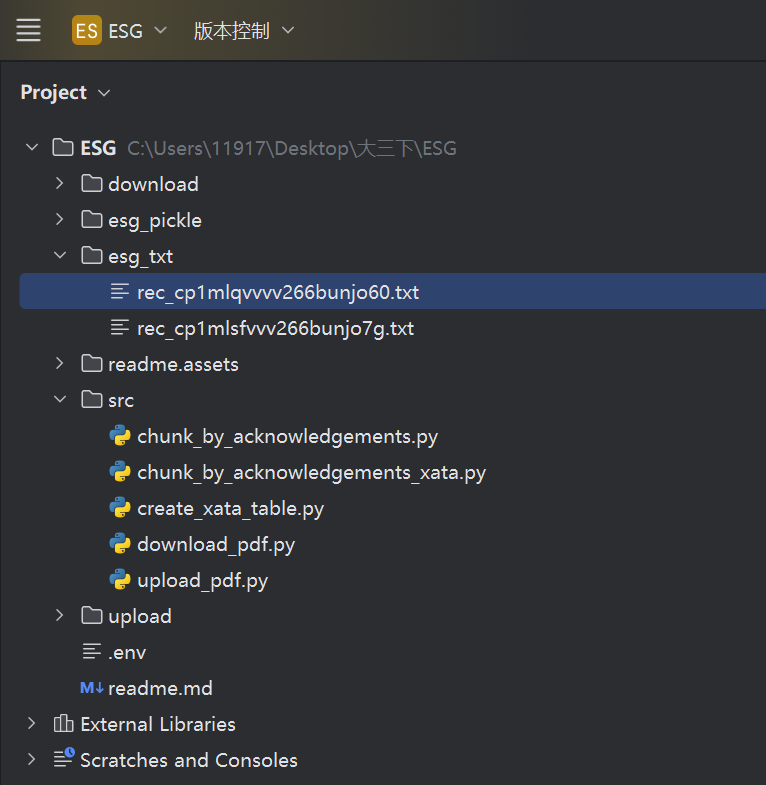 ES ESG 版本控制
Project
ESG C:\Users\11917\Desktop\大三下\ESG
download
esg_pickle
esg_txt
rec_cp1mlqvvvv266bunjo60.txt
rec_cp1mlsfvvv266bunjo7g.txt
readme.assets
src
chunk_by_acknowledgements.py
chunk_by_acknowledgements_xata.py
create_xata_table.py
download_pdf.py
upload_pdf.py
upload
.env
M↓ readme.md
External Libraries
Scratches and Consoles